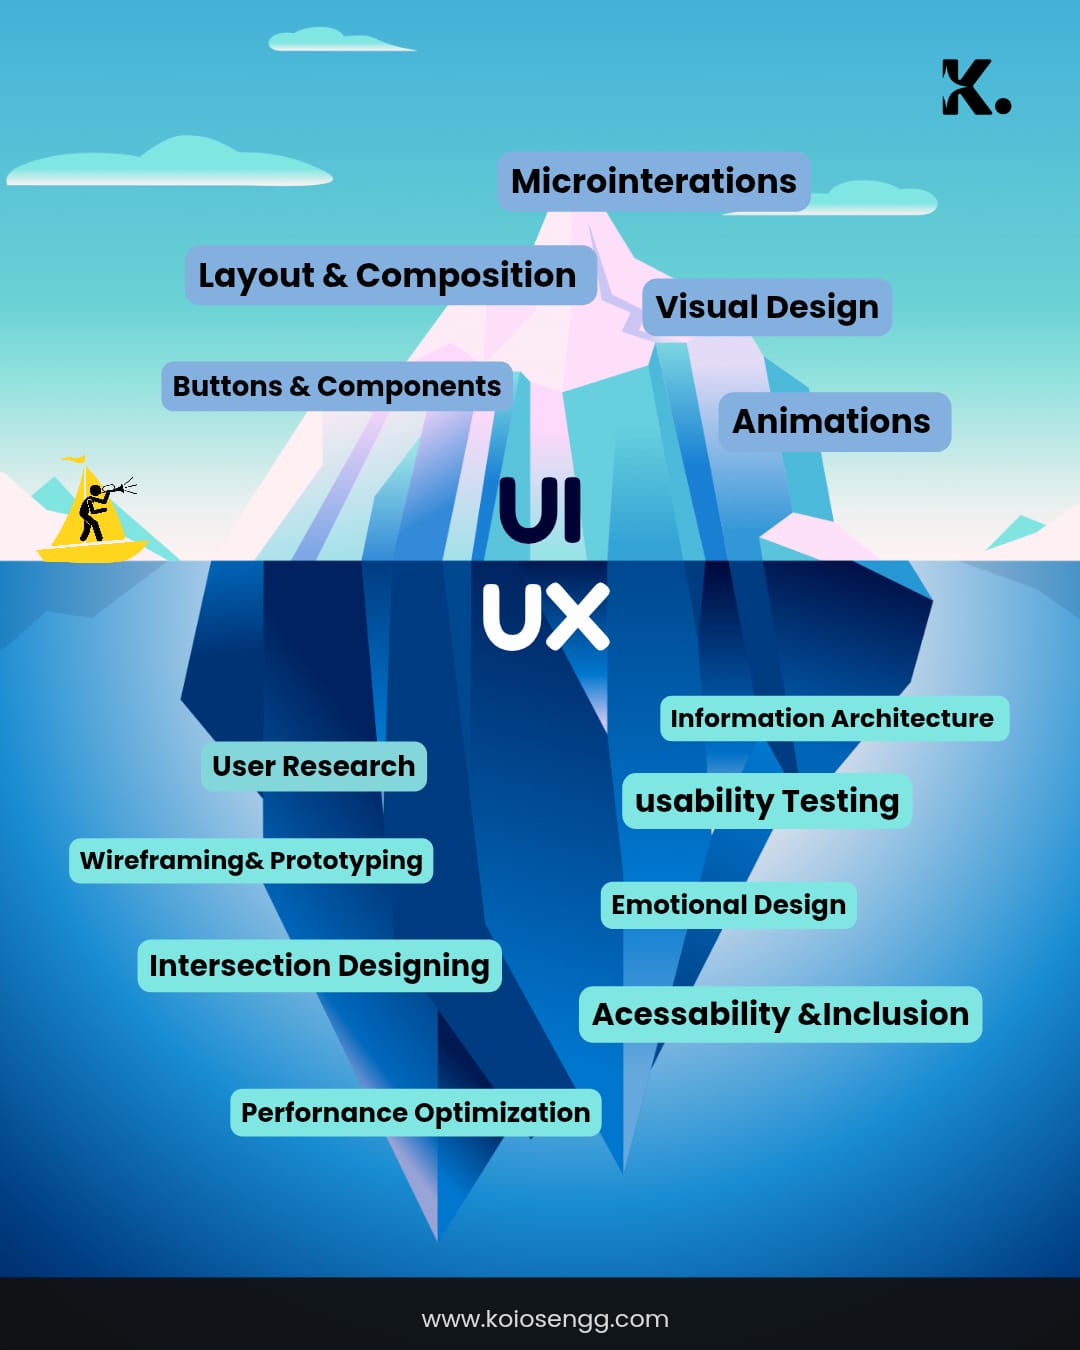 K.
Microinterations
Layout & Composition
Visual Design
Buttons & Components
Animations
UI
UX
Information Architecture
User Research
usability Testing
Wireframing& Prototyping
Emotional Design
Intersection Designing
Acessability &Inclusion
Perfornance Optimization
www.koiosengg.com